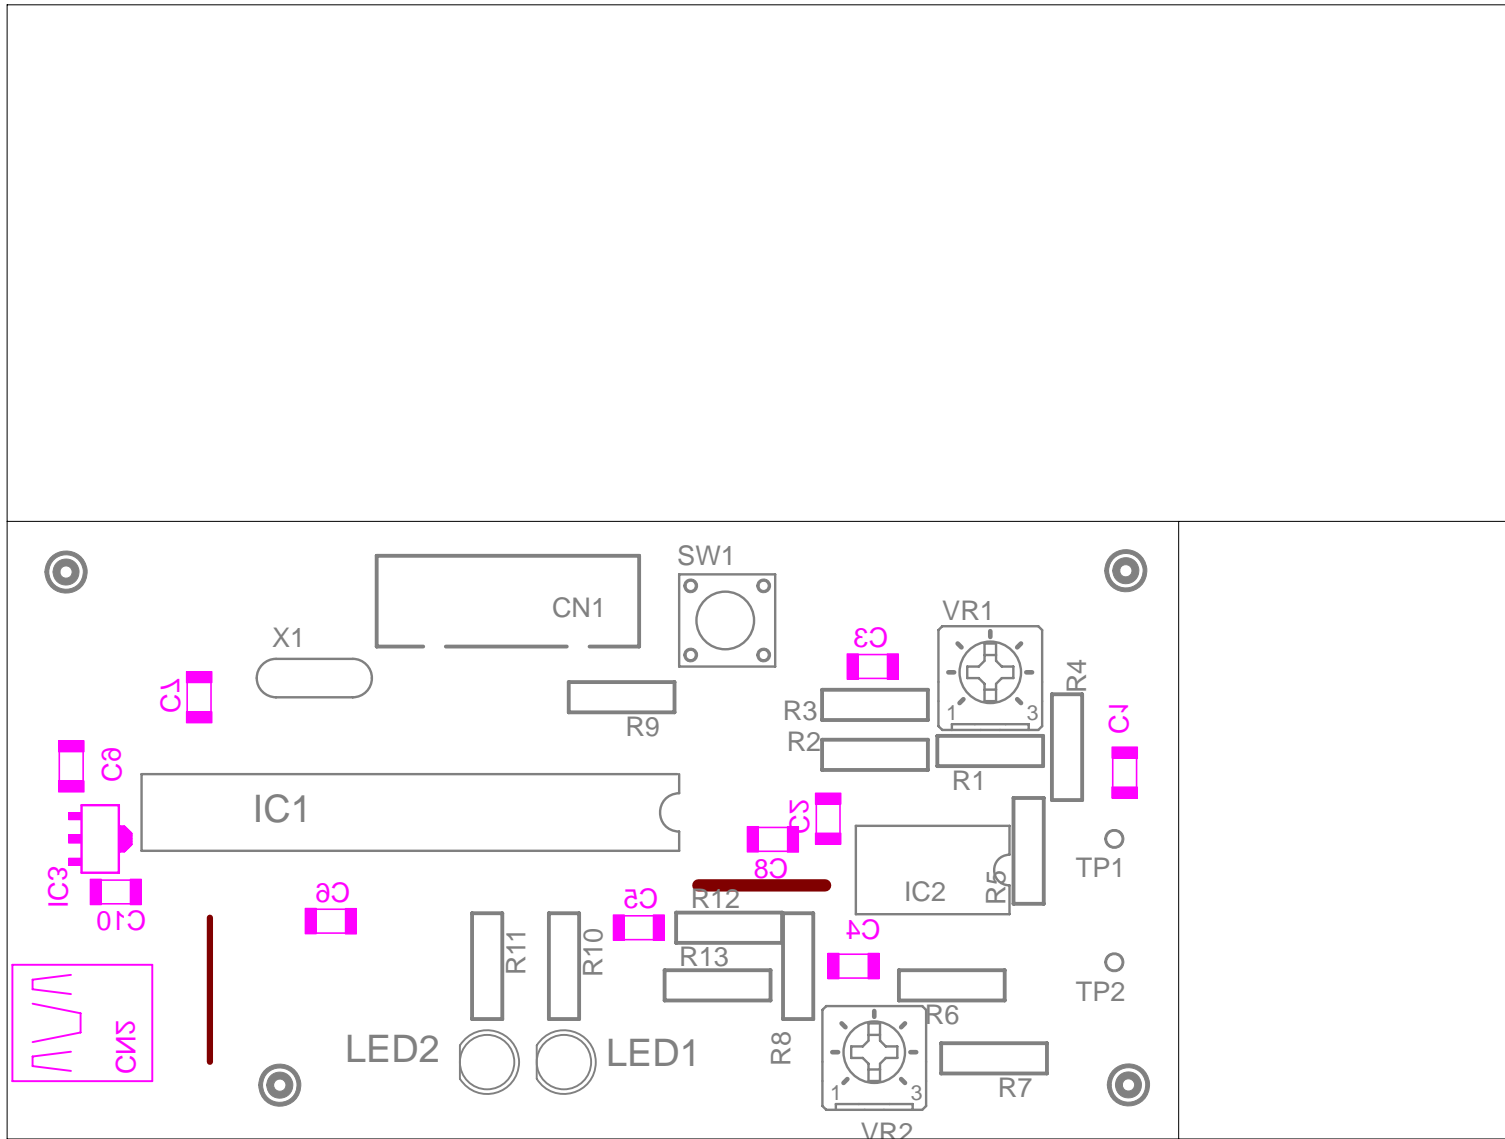 SW1
CN1
VR1
X1
C3
R4
C7
1
3
R3
C1
R9
R2
C9
R1
IC1
C2
C8
TP1
IC3
R5
C6
IC2
C5
R12
C10
C4
R11
R10
R13
TP2
R6
CN2
LED2
LED1
R8
R7
1
3
VR2